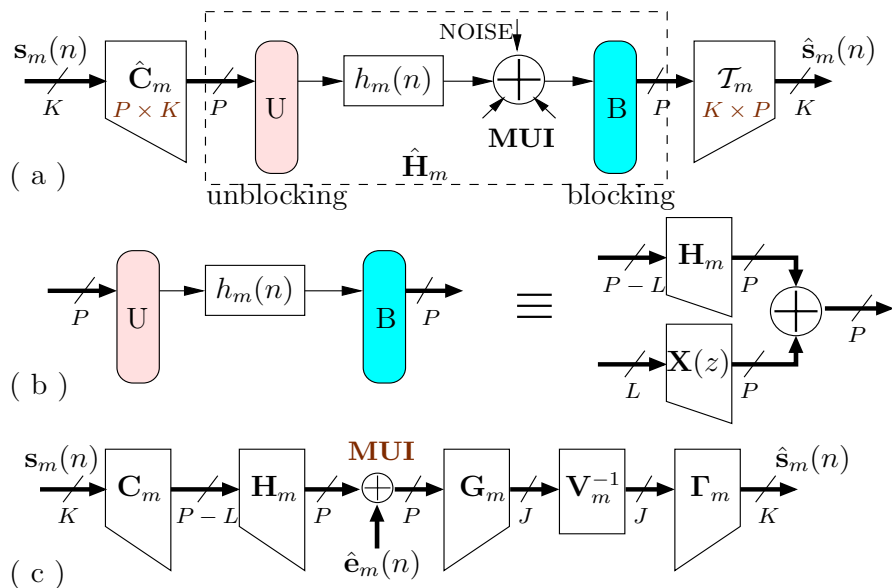 s_m(n) K Ĉ_m P × K P U h_m(n) NOISE MUI B P 𝒯_m K × P ŝ_m(n) K
( a ) unblocking Ĥ_m blocking
P U h_m(n) B P ≡ P − L H_m P
( b ) L X(z) P P
s_m(n) K C_m P − L H_m P MUI P G_m J V_m^{-1} J Γ_m ŝ_m(n) K
( c ) ê_m(n)